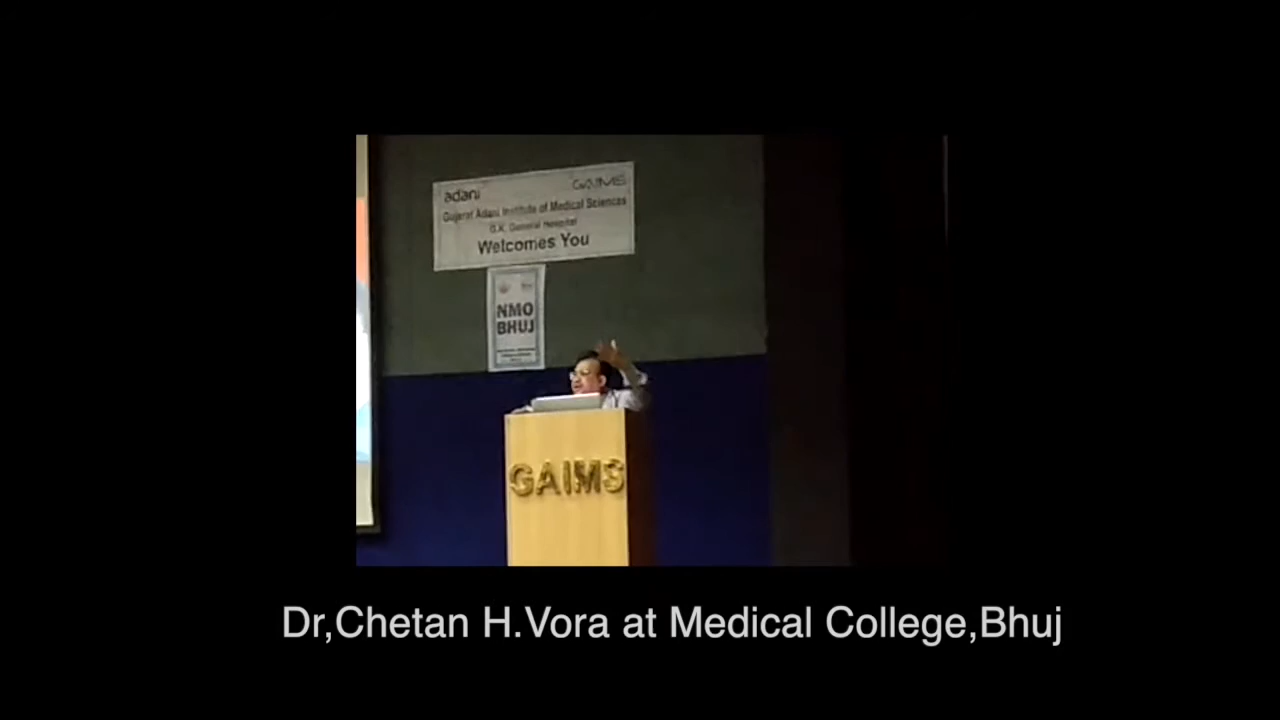 adani GAIMS
Gujarat Adani Institute of Medical Sciences
G.K. General Hospital
Welcomes You
NMO
BHUJ
GAIMS
Dr,Chetan H.Vora at Medical College,Bhuj